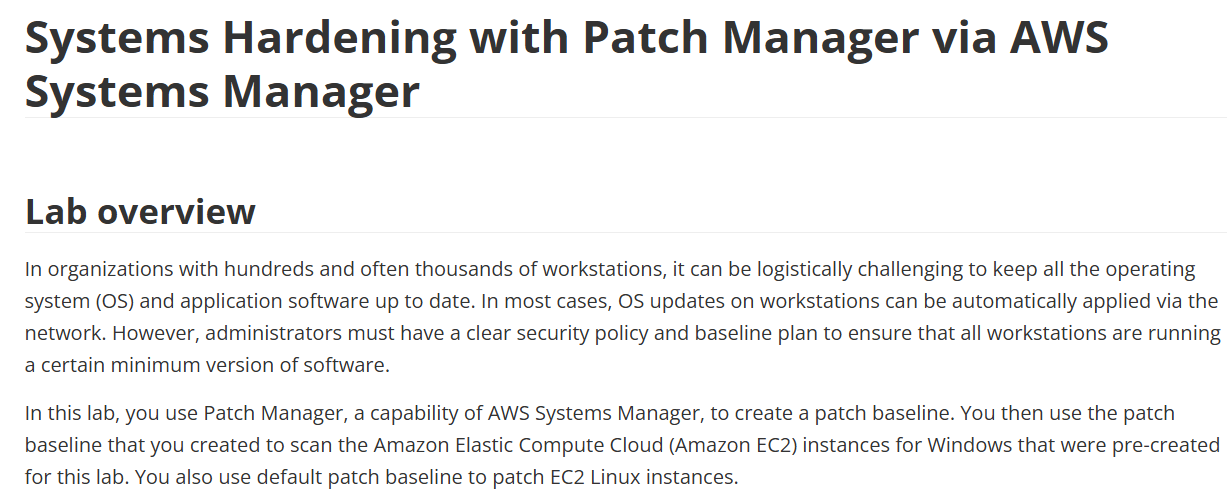 Systems Hardening with Patch Manager via AWS
Systems Manager
Lab overview
In organizations with hundreds and often thousands of workstations, it can be logistically challenging to keep all the operating
system (OS) and application software up to date. In most cases, OS updates on workstations can be automatically applied via the
network. However, administrators must have a clear security policy and baseline plan to ensure that all workstations are running
a certain minimum version of software.
In this lab, you use Patch Manager, a capability of AWS Systems Manager, to create a patch baseline. You then use the patch
baseline that you created to scan the Amazon Elastic Compute Cloud (Amazon EC2) instances for Windows that were pre-created
for this lab. You also use default patch baseline to patch EC2 Linux instances.